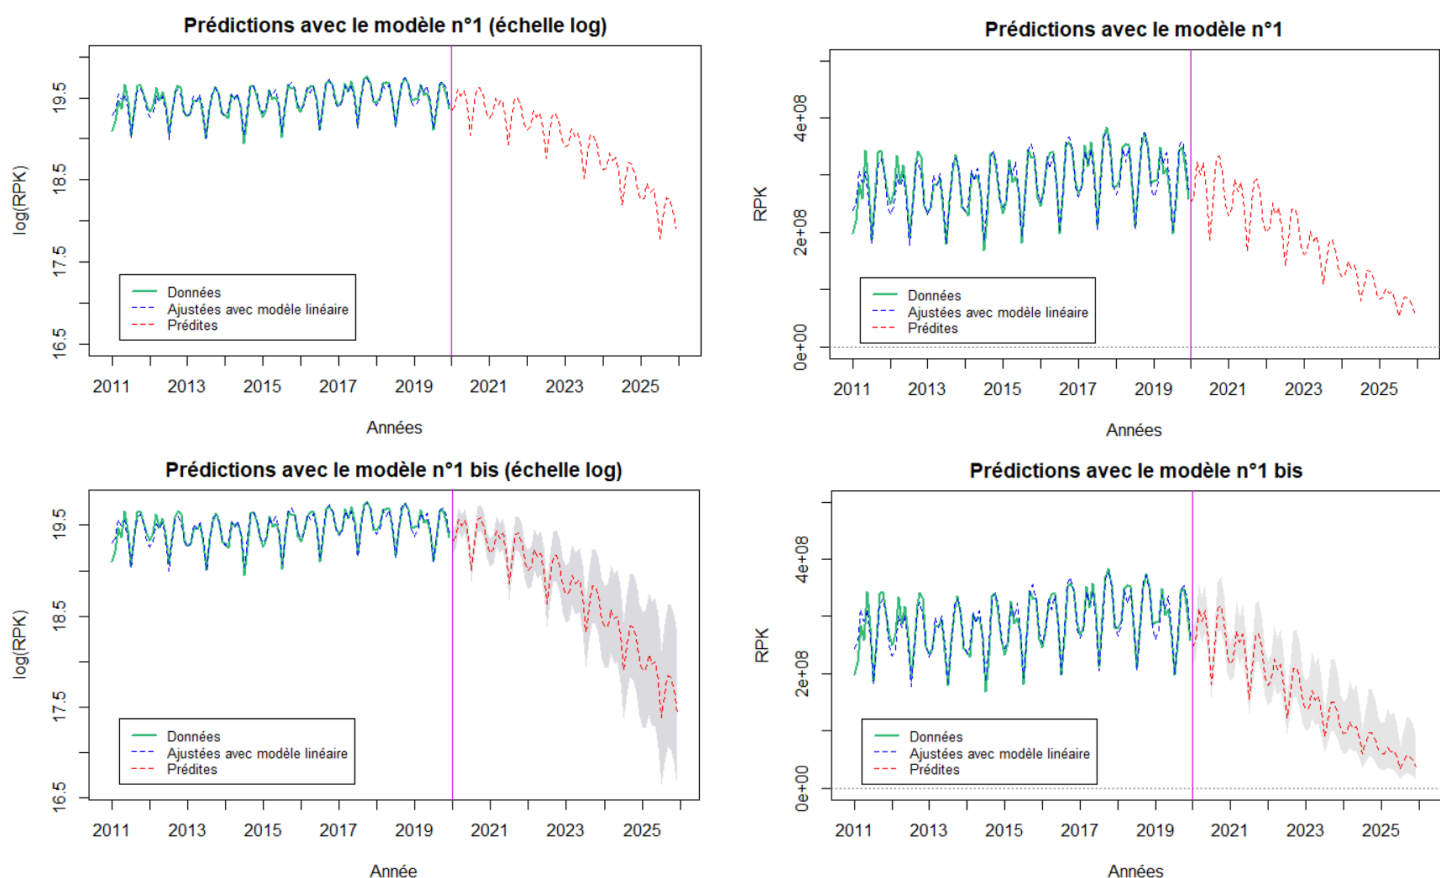 Prédictions avec le modèle n°1 (échelle log)
log(RPK)
19.5
18.5
17.5
16.5
Données
Ajustées avec modèle linéaire
Prédites
2011 2013 2015 2017 2019 2021 2023 2025
Années
Prédictions avec le modèle n°1
RPK
4e+08
2e+08
0e+00
Données
Ajustées avec modèle linéaire
Prédites
2011 2013 2015 2017 2019 2021 2023 2025
Années
Prédictions avec le modèle n°1 bis (échelle log)
log(RPK)
19.5
18.5
17.5
16.5
Données
Ajustées avec modèle linéaire
Prédites
2011 2013 2015 2017 2019 2021 2023 2025
Année
Prédictions avec le modèle n°1 bis
RPK
4e+08
2e+08
0e+00
Données
Ajustées avec modèle linéaire
Prédites
2011 2013 2015 2017 2019 2021 2023 2025
Années